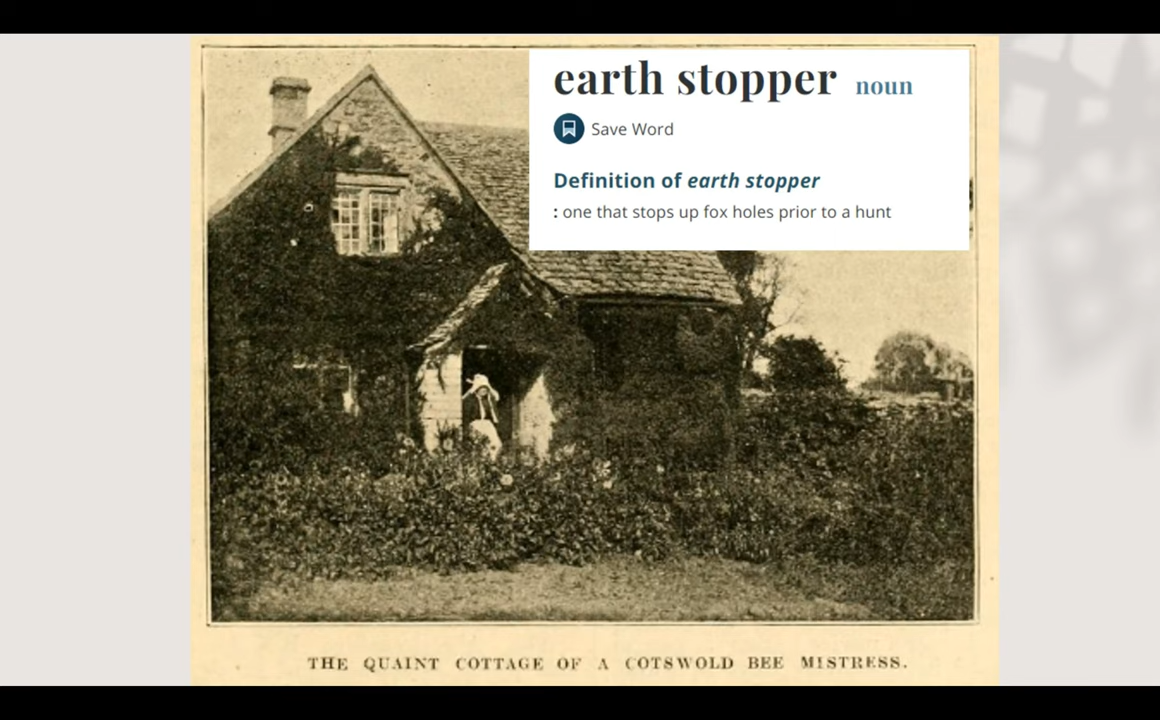 earth stopper noun
Save Word
Definition of earth stopper
: one that stops up fox holes prior to a hunt
THE QUAINT COTTAGE OF A COTSWOLD BEE MISTRESS.